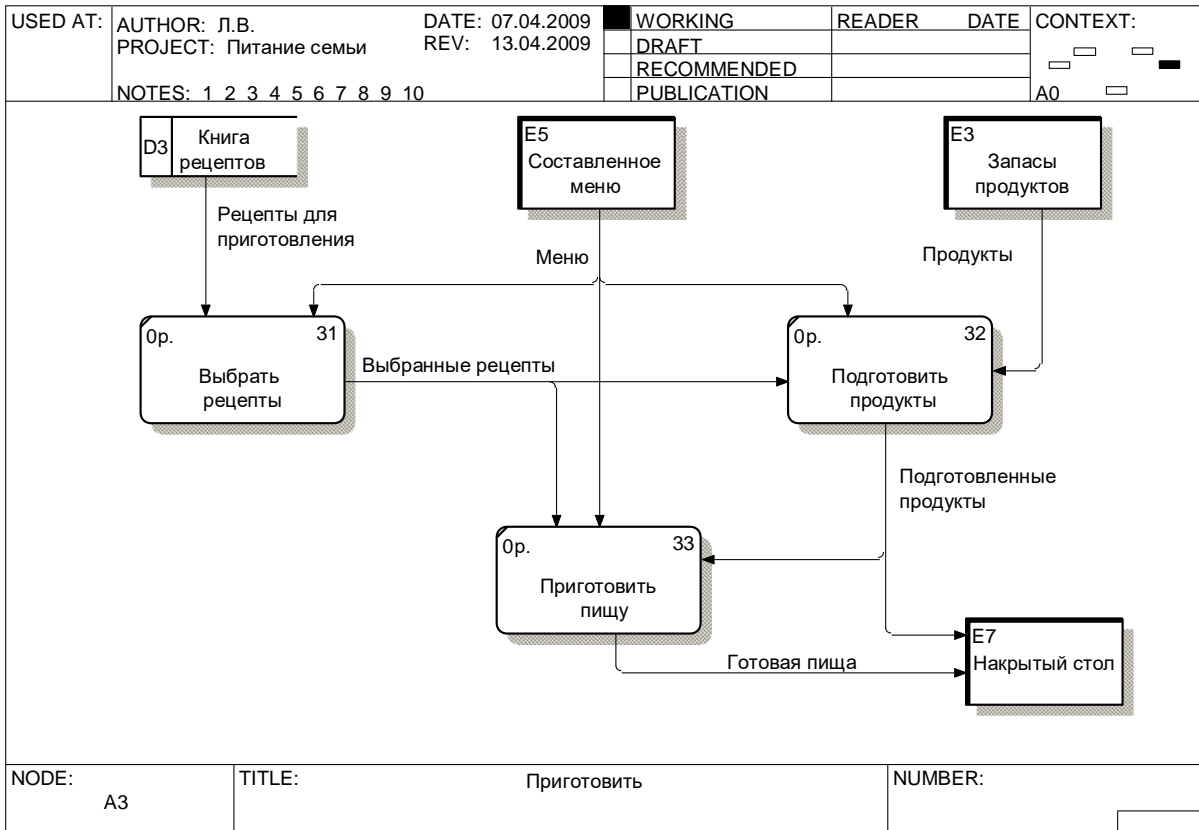 USED AT:
AUTHOR: Л.В.
DATE: 07.04.2009
PROJECT: Питание семьи
REV: 13.04.2009
NOTES: 1 2 3 4 5 6 7 8 9 10
WORKING
DRAFT
RECOMMENDED
PUBLICATION
READER DATE
CONTEXT:
A0
D3
Книга
рецептов
E5
Составленное
меню
E3
Запасы
продуктов
Рецепты для
приготовления
Меню
Продукты
0р. 31
Выбрать
рецепты
Выбранные рецепты
0р. 32
Подготовить
продукты
Подготовленные
продукты
0р. 33
Приготовить
пищу
Готовая пища
E7
Накрытый стол
NODE:
A3
TITLE:
Приготовить
NUMBER: